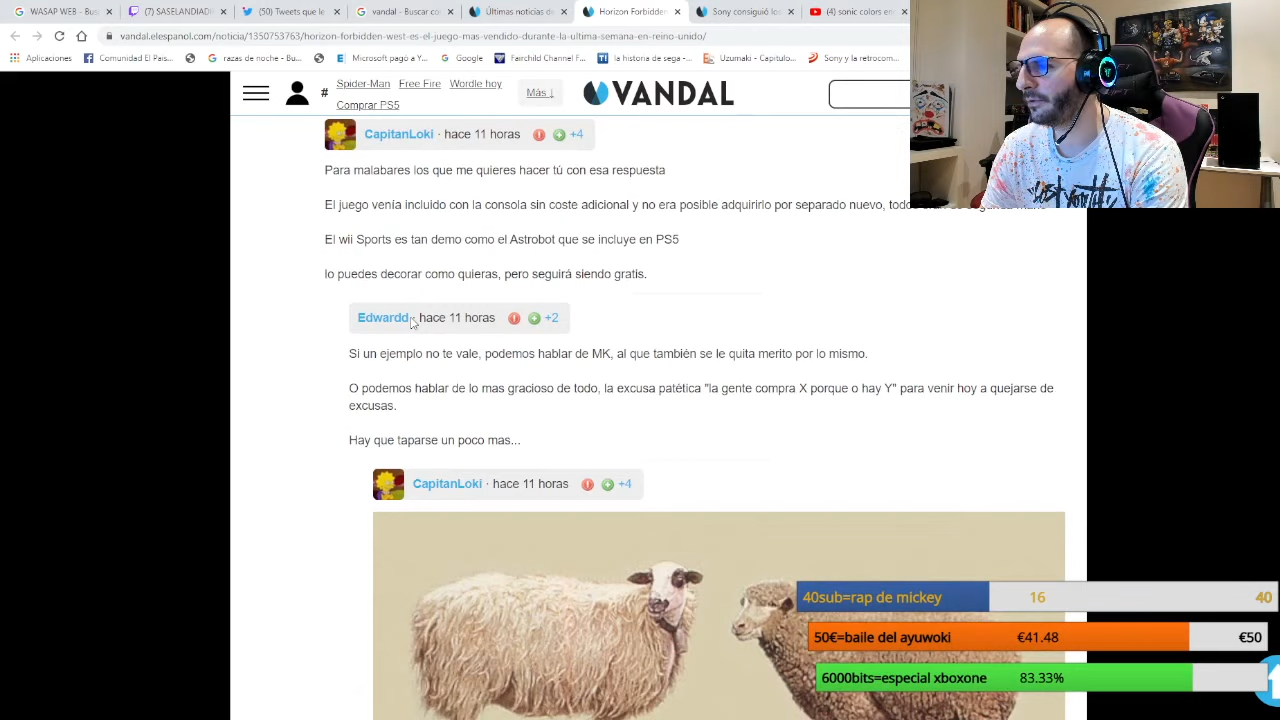 WASAP WEB - Bus
(7) SASELANDIADI
(50) Tweets que le
vandal - Buscar co
Últimas noticias de
Horizon Forbidden
Sony consiguió los
(4) sonic colors en
vandal.elespanol.com/noticia/1350753763/horizon-forbidden-west-es-el-juego-mas-vendido-durante-la-ultima-semana-en-reino-unido/
Aplicaciones
Comunidad El Pais...
razas de noche - Bu...
Microsoft pagó a Y...
Google
Fairchild Channel F...
la historia de sega -...
Uzumaki - Capitulo...
Sony y la retrocom...
# Spider-Man Free Fire Wordle hoy
Comprar PS5
Más ↓
VANDAL
CapitanLoki · hace 11 horas +4
Para malabares los que me quieres hacer tú con esa respuesta
El juego venía incluido con la consola sin coste adicional y no era posible adquirirlo por separado nuevo, todos
El wii Sports es tan demo como el Astrobot que se incluye en PS5
lo puedes decorar como quieras, pero seguirá siendo gratis.
Edwardd · hace 11 horas +2
Si un ejemplo no te vale, podemos hablar de MK, al que también se le quita merito por lo mismo.
O podemos hablar de lo mas gracioso de todo, la excusa patética "la gente compra X porque o hay Y" para venir hoy a quejarse de
excusas.
Hay que taparse un poco mas...
CapitanLoki · hace 11 horas +4
40sub=rap de mickey 16 40
50€=baile del ayuwoki €41.48 €50
6000bits=especial xboxone 83.33%